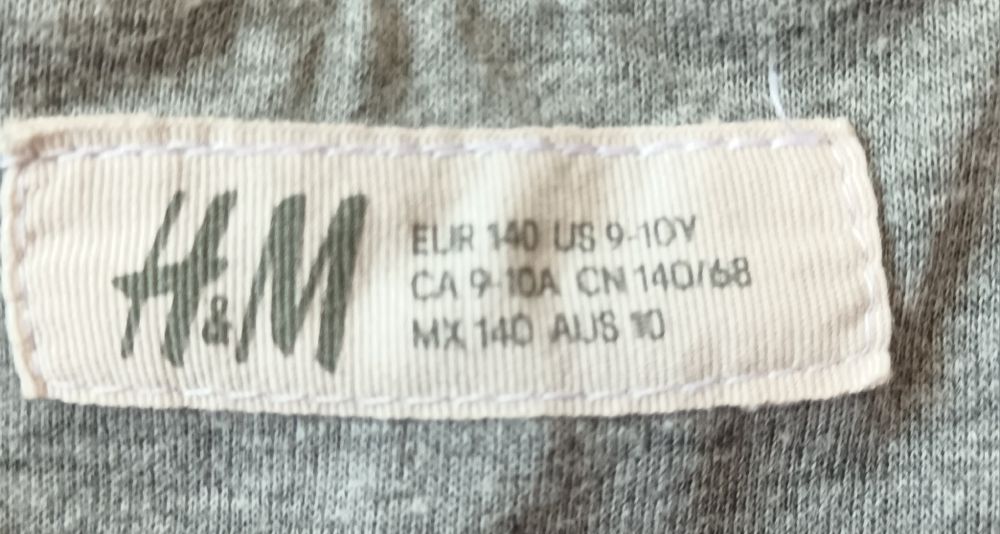 H&M
EUR 140 US 9-10Y
CA 9-10A CN 140/68
MX 140 AUS 10